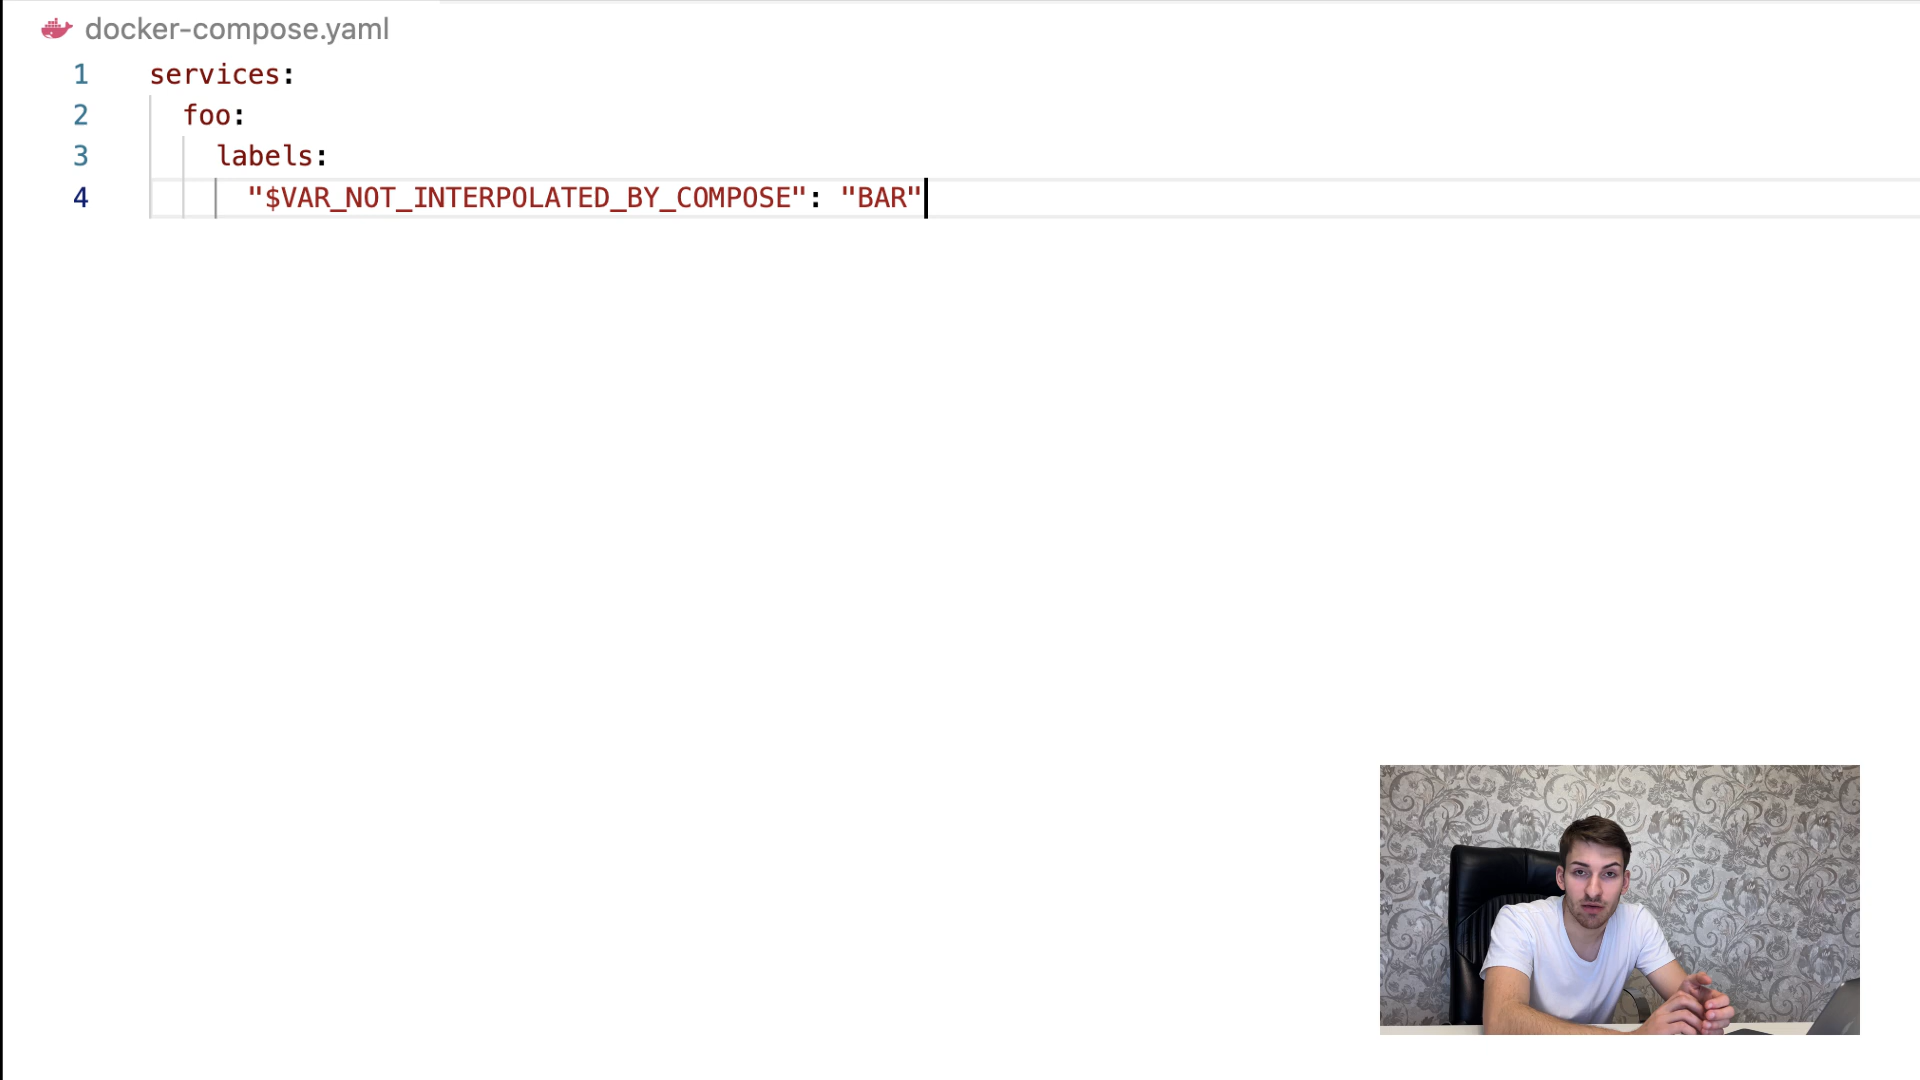 docker-compose.yaml
1 services:
2 foo:
3 labels:
4 "$VAR_NOT_INTERPOLATED_BY_COMPOSE": "BAR"